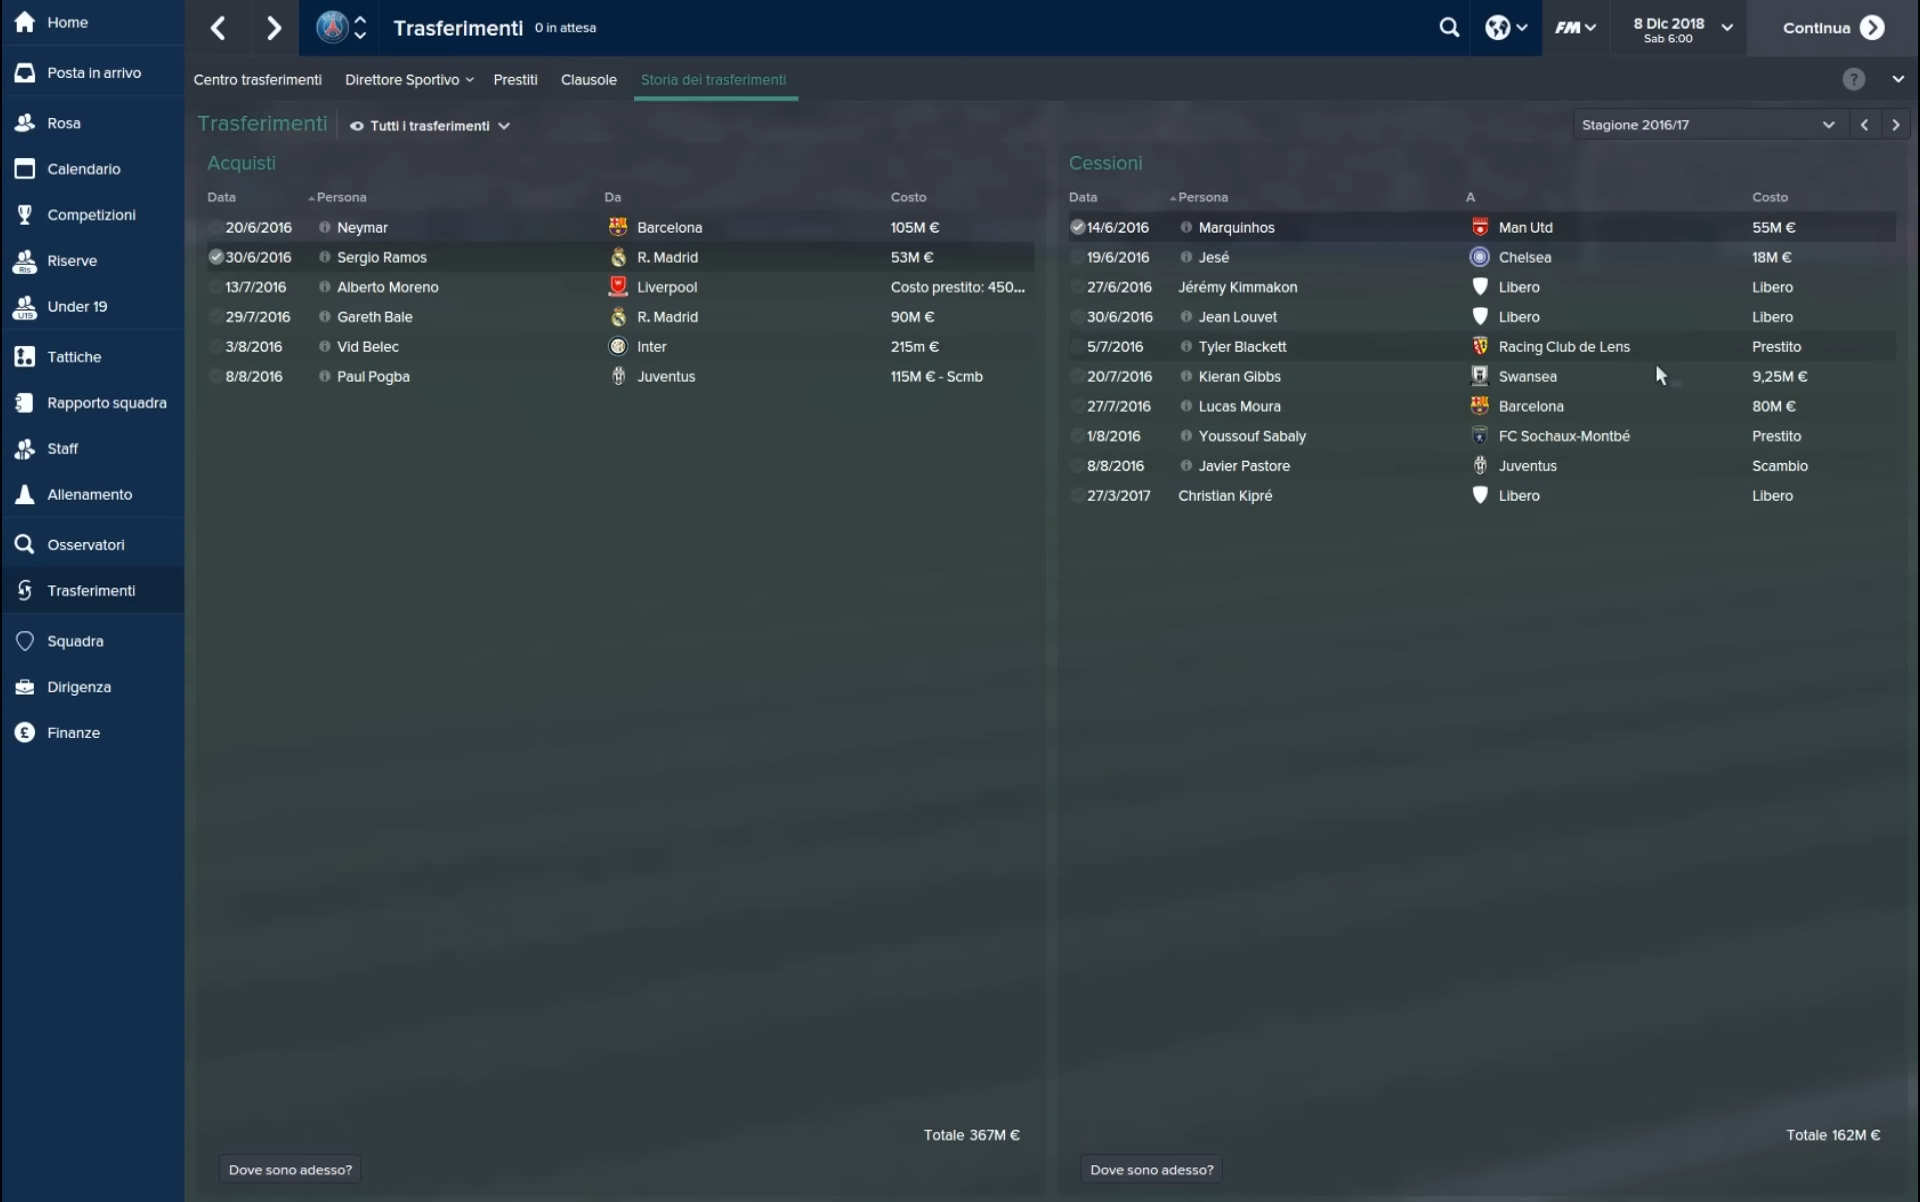 Home
Posta in arrivo
Rosa
Calendario
Competizioni
Riserve
Under 19
Tattiche
Rapporto squadra
Staff
Allenamento
Osservatori
Trasferimenti
Squadra
Dirigenza
Finanze
Trasferimenti 0 in attesa
FM
8 Dic 2018
Sab 6:00
Continua
Centro trasferimenti Direttore Sportivo Prestiti Clausole Storia dei trasferimenti
?
Trasferimenti Tutti i trasferimenti
Stagione 2016/17
Acquisti
Data Persona Da Costo
20/6/2016 Neymar Barcelona 105M €
30/6/2016 Sergio Ramos R. Madrid 53M €
13/7/2016 Alberto Moreno Liverpool Costo prestito: 450...
29/7/2016 Gareth Bale R. Madrid 90M €
3/8/2016 Vid Belec Inter 215m €
8/8/2016 Paul Pogba Juventus 115M € - Scmb
Totale 367M €
Dove sono adesso?
Cessioni
Data Persona A Costo
14/6/2016 Marquinhos Man Utd 55M €
19/6/2016 Jesé Chelsea 18M €
27/6/2016 Jérémy Kimmakon Libero Libero
30/6/2016 Jean Louvet Libero Libero
5/7/2016 Tyler Blackett Racing Club de Lens Prestito
20/7/2016 Kieran Gibbs Swansea 9,25M €
27/7/2016 Lucas Moura Barcelona 80M €
1/8/2016 Youssouf Sabaly FC Sochaux-Montbé Prestito
8/8/2016 Javier Pastore Juventus Scambio
27/3/2017 Christian Kipré Libero Libero
Totale 162M €
Dove sono adesso?